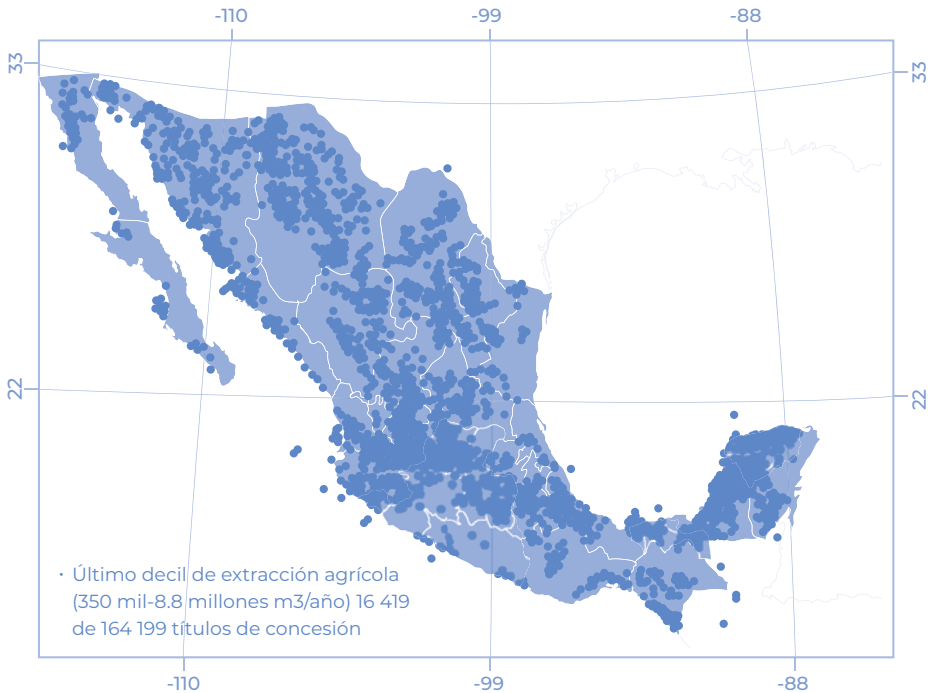 -110 -99 -88
33 33
22 22
· Último decil de extracción agrícola
(350 mil-8.8 millones m3/año) 16 419
de 164 199 títulos de concesión
-110 -99 -88